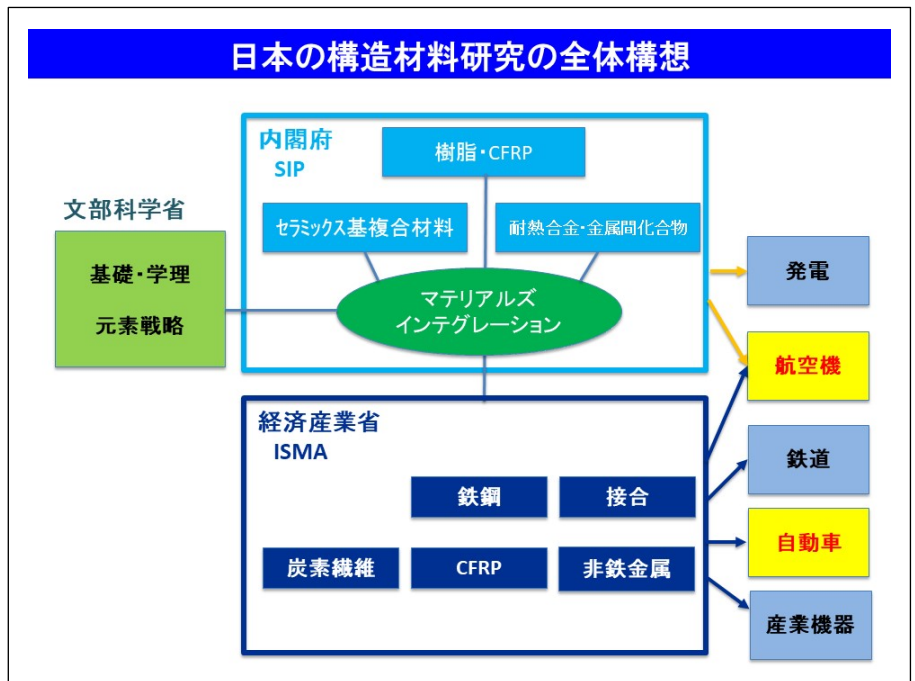 日本の構造材料研究の全体構想
内閣府
SIP
樹脂・CFRP
セラミックス基複合材料
耐熱合金・金属間化合物
文部科学省
基礎・学理
元素戦略
マテリアルズ
インテグレーション
経済産業省
ISMA
鉄鋼
接合
炭素繊維
CFRP
非鉄金属
発電
航空機
鉄道
自動車
産業機器